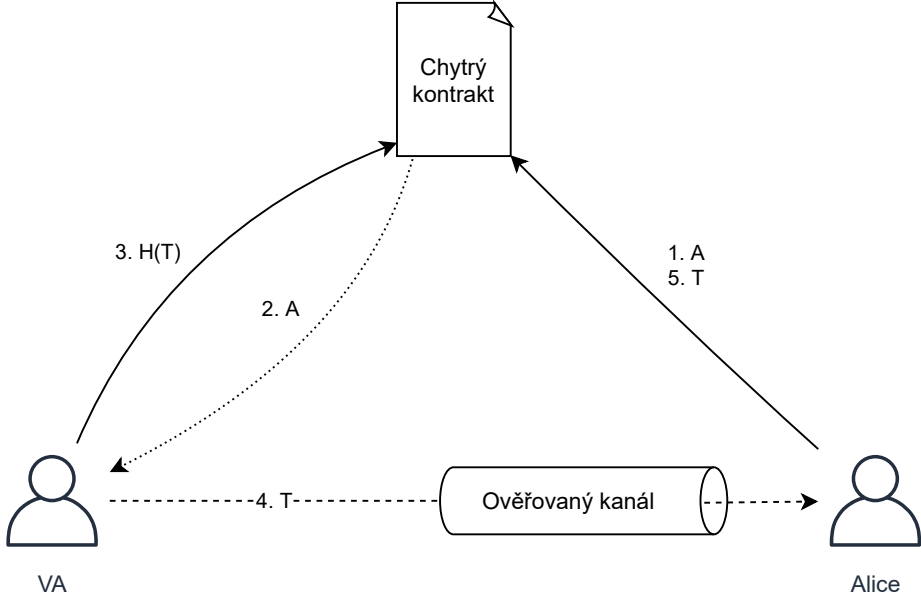 Chytrý
kontrakt
3. H(T)
1. A
5. T
2. A
4. T
Ověřovaný kanál
VA
Alice